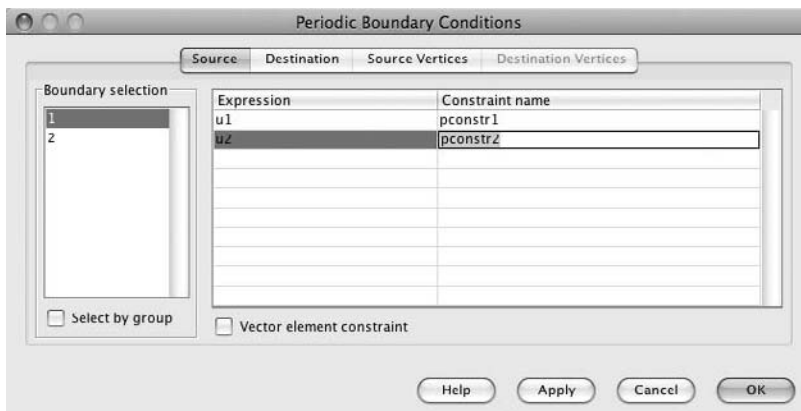 Periodic Boundary Conditions
Source Destination Source Vertices Destination Vertices
Boundary selection
1
2
Select by group
Expression Constraint name
u1 pconstr1
u2 pconstr2
Vector element constraint
Help Apply Cancel OK